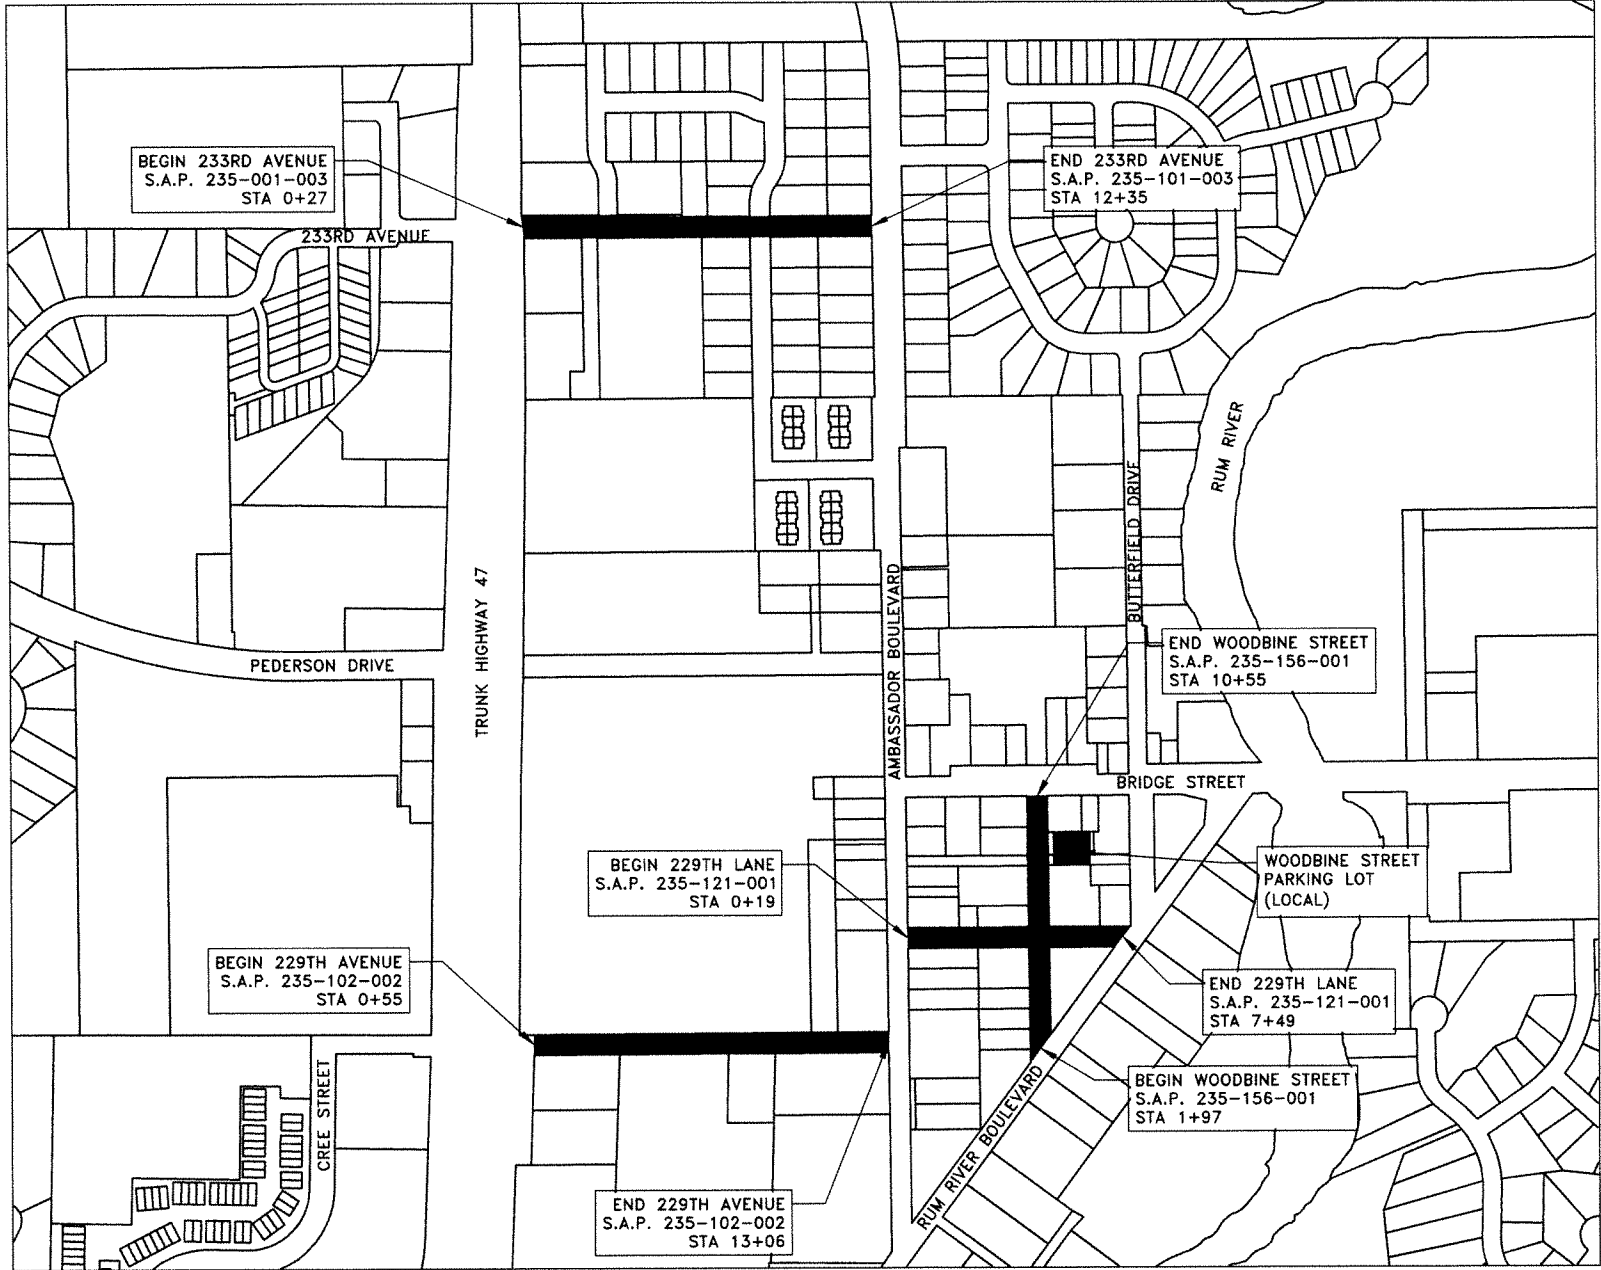 BEGIN 233RD AVENUE
S.A.P. 235-001-003
STA 0+27
END 233RD AVENUE
S.A.P. 235-101-003
STA 12+35
233RD AVENUE
RUM RIVER
BUTTERFIELD DRIVE
TRUNK HIGHWAY 47
AMBASSADOR BOULEVARD
PEDERSON DRIVE
END WOODBINE STREET
S.A.P. 235-156-001
STA 10+55
BRIDGE STREET
BEGIN 229TH LANE
S.A.P. 235-121-001
STA 0+19
WOODBINE STREET
PARKING LOT
(LOCAL)
BEGIN 229TH AVENUE
S.A.P. 235-102-002
STA 0+55
END 229TH LANE
S.A.P. 235-121-001
STA 7+49
BEGIN WOODBINE STREET
S.A.P. 235-156-001
STA 1+97
CREE STREET
RUM RIVER BOULEVARD
END 229TH AVENUE
S.A.P. 235-102-002
STA 13+06